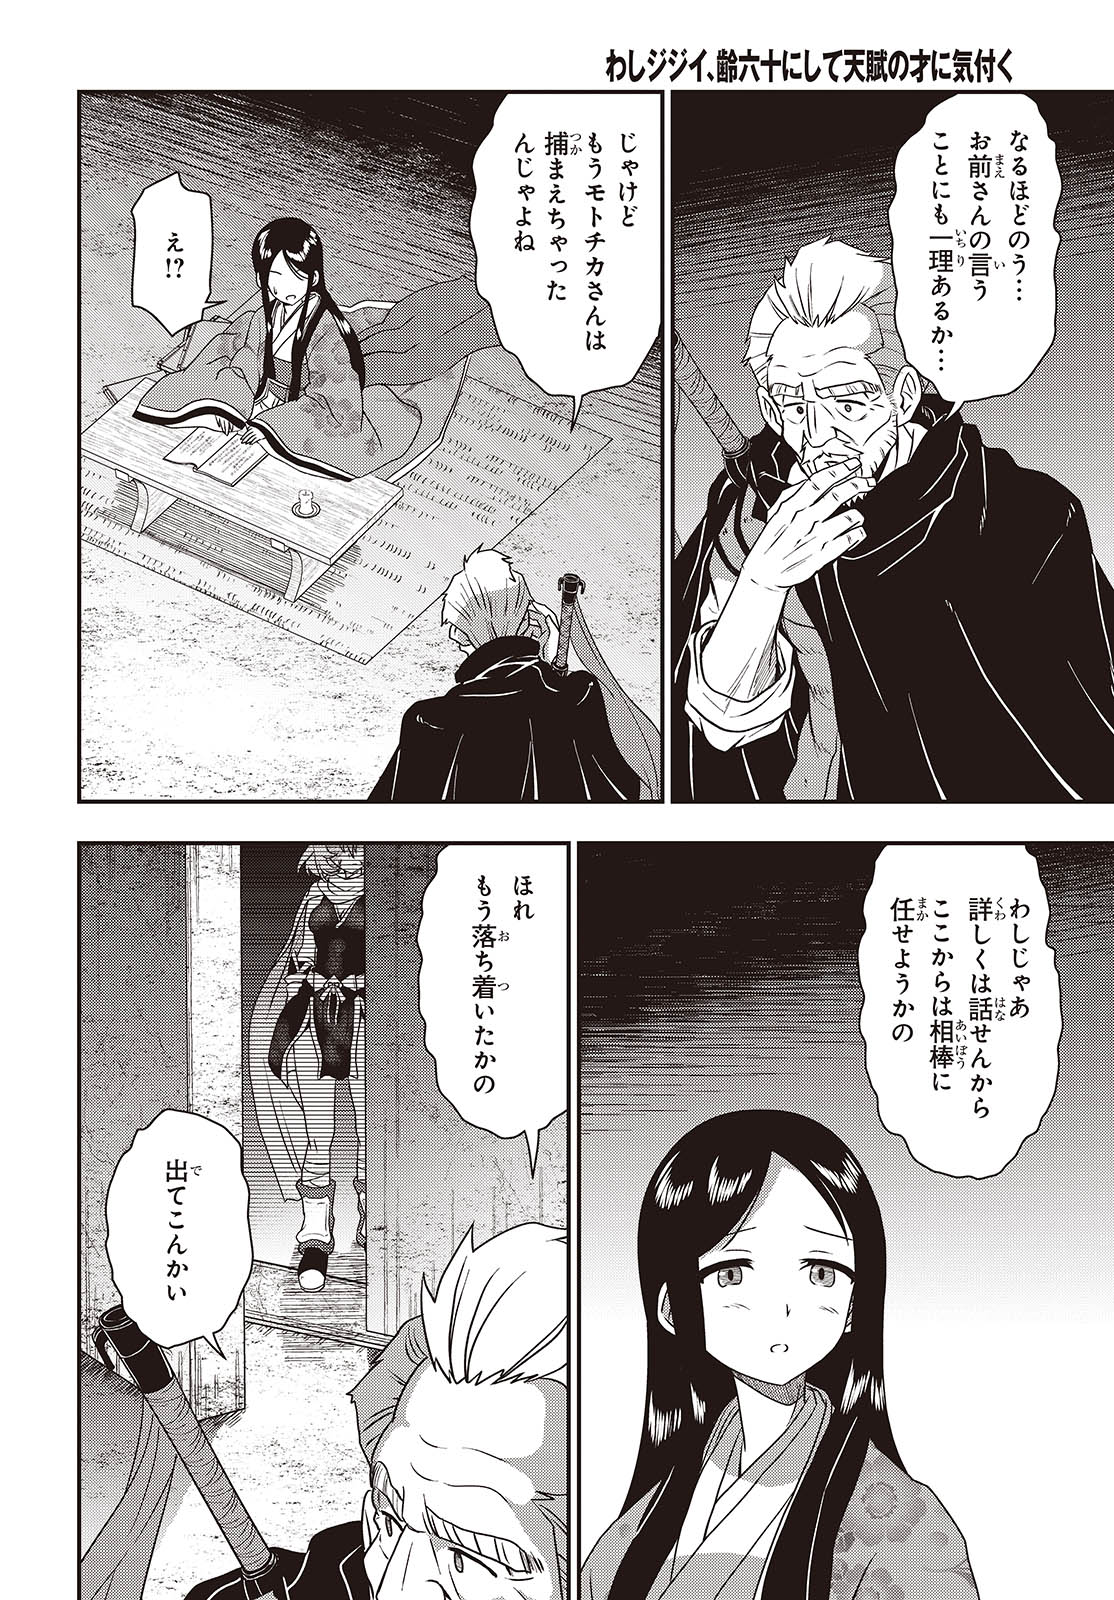 わしジジイ、齢六十にして天賦の才に気付く
なるほどのう…
お前さんの言う
ことにも一理あるか…
じゃけど
もうモトチカさんは
捕まえちゃった
んじゃよね
え!?
わしじゃあ
詳しくは話せんから
ここからは相棒に
任せようかの
ほれ
もう落ち着いたかの
出てこんかい